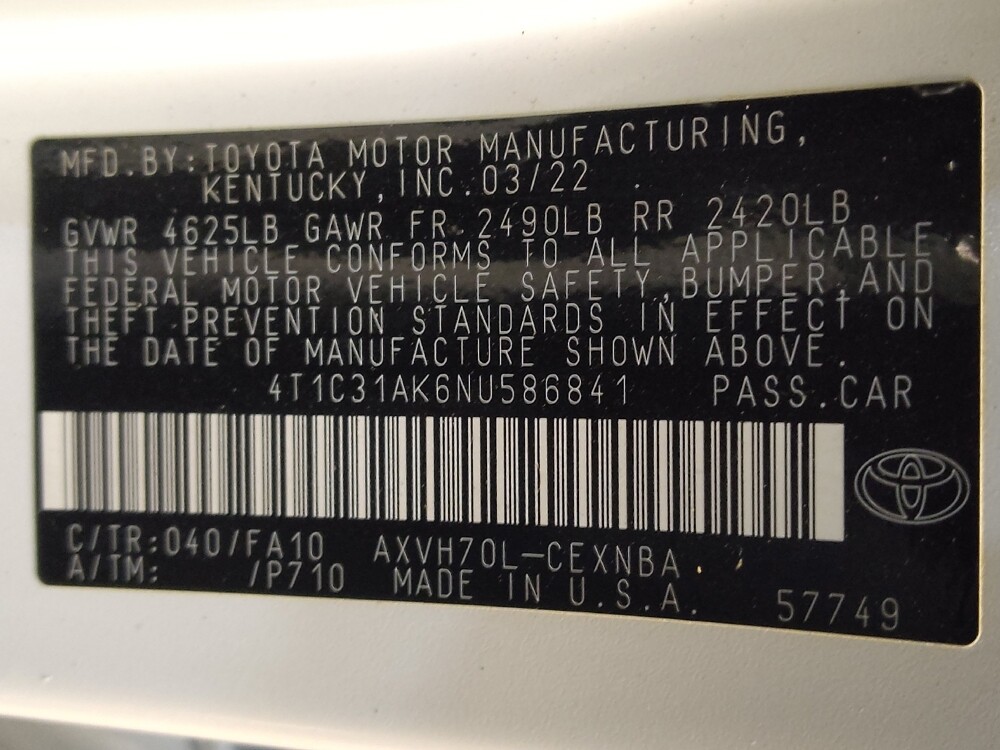 MFD.BY:TOYOTA MOTOR MANUFACTURING,
KENTUCKY, INC. 03/22
GVWR 4625LB GAWR FR 2490LB RR 2420LB
THIS VEHICLE CONFORMS TO ALL APPLICABLE
FEDERAL MOTOR VEHICLE SAFETY,BUMPER,AND
THEFT PREVENTION STANDARDS IN EFFECT ON
THE DATE OF MANUFACTURE SHOWN ABOVE.
4T1C31AK6NU586841 PASS.CAR
C/TR:040/FA10 AXVH70L-CEXNBA
A/TM: /P710 MADE IN U.S.A. 57749